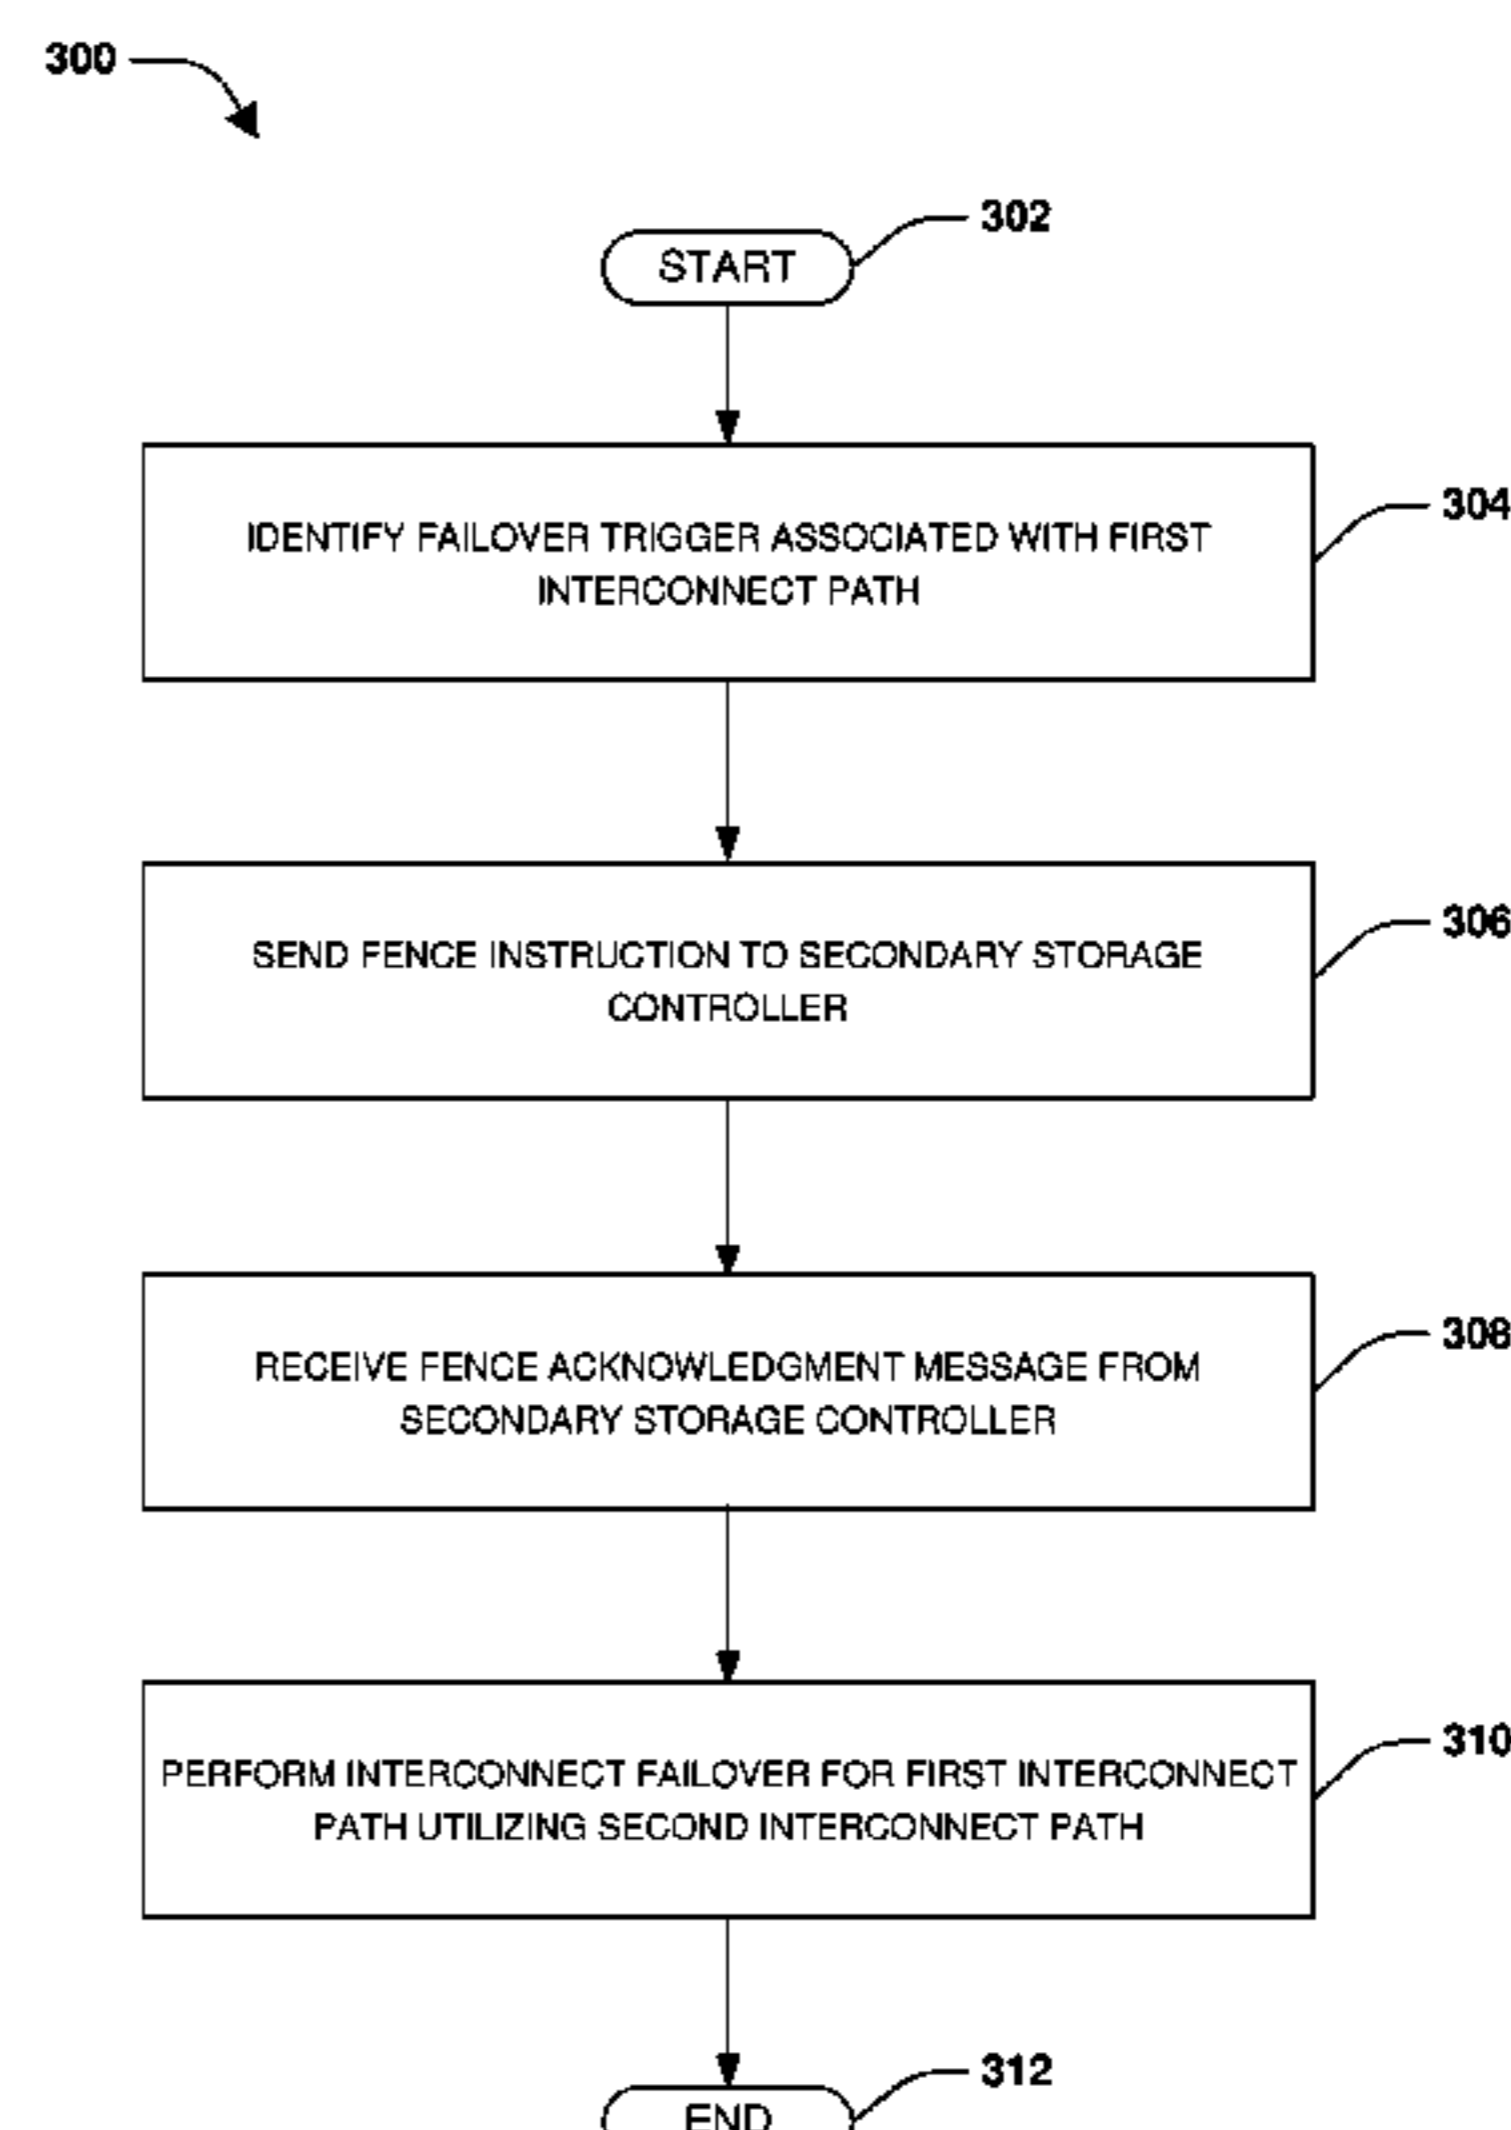 300
302
START
304
IDENTIFY FAILOVER TRIGGER ASSOCIATED WITH FIRST
INTERCONNECT PATH
306
SEND FENCE INSTRUCTION TO SECONDARY STORAGE
CONTROLLER
308
RECEIVE FENCE ACKNOWLEDGMENT MESSAGE FROM
SECONDARY STORAGE CONTROLLER
310
PERFORM INTERCONNECT FAILOVER FOR FIRST INTERCONNECT
PATH UTILIZING SECOND INTERCONNECT PATH
312
END